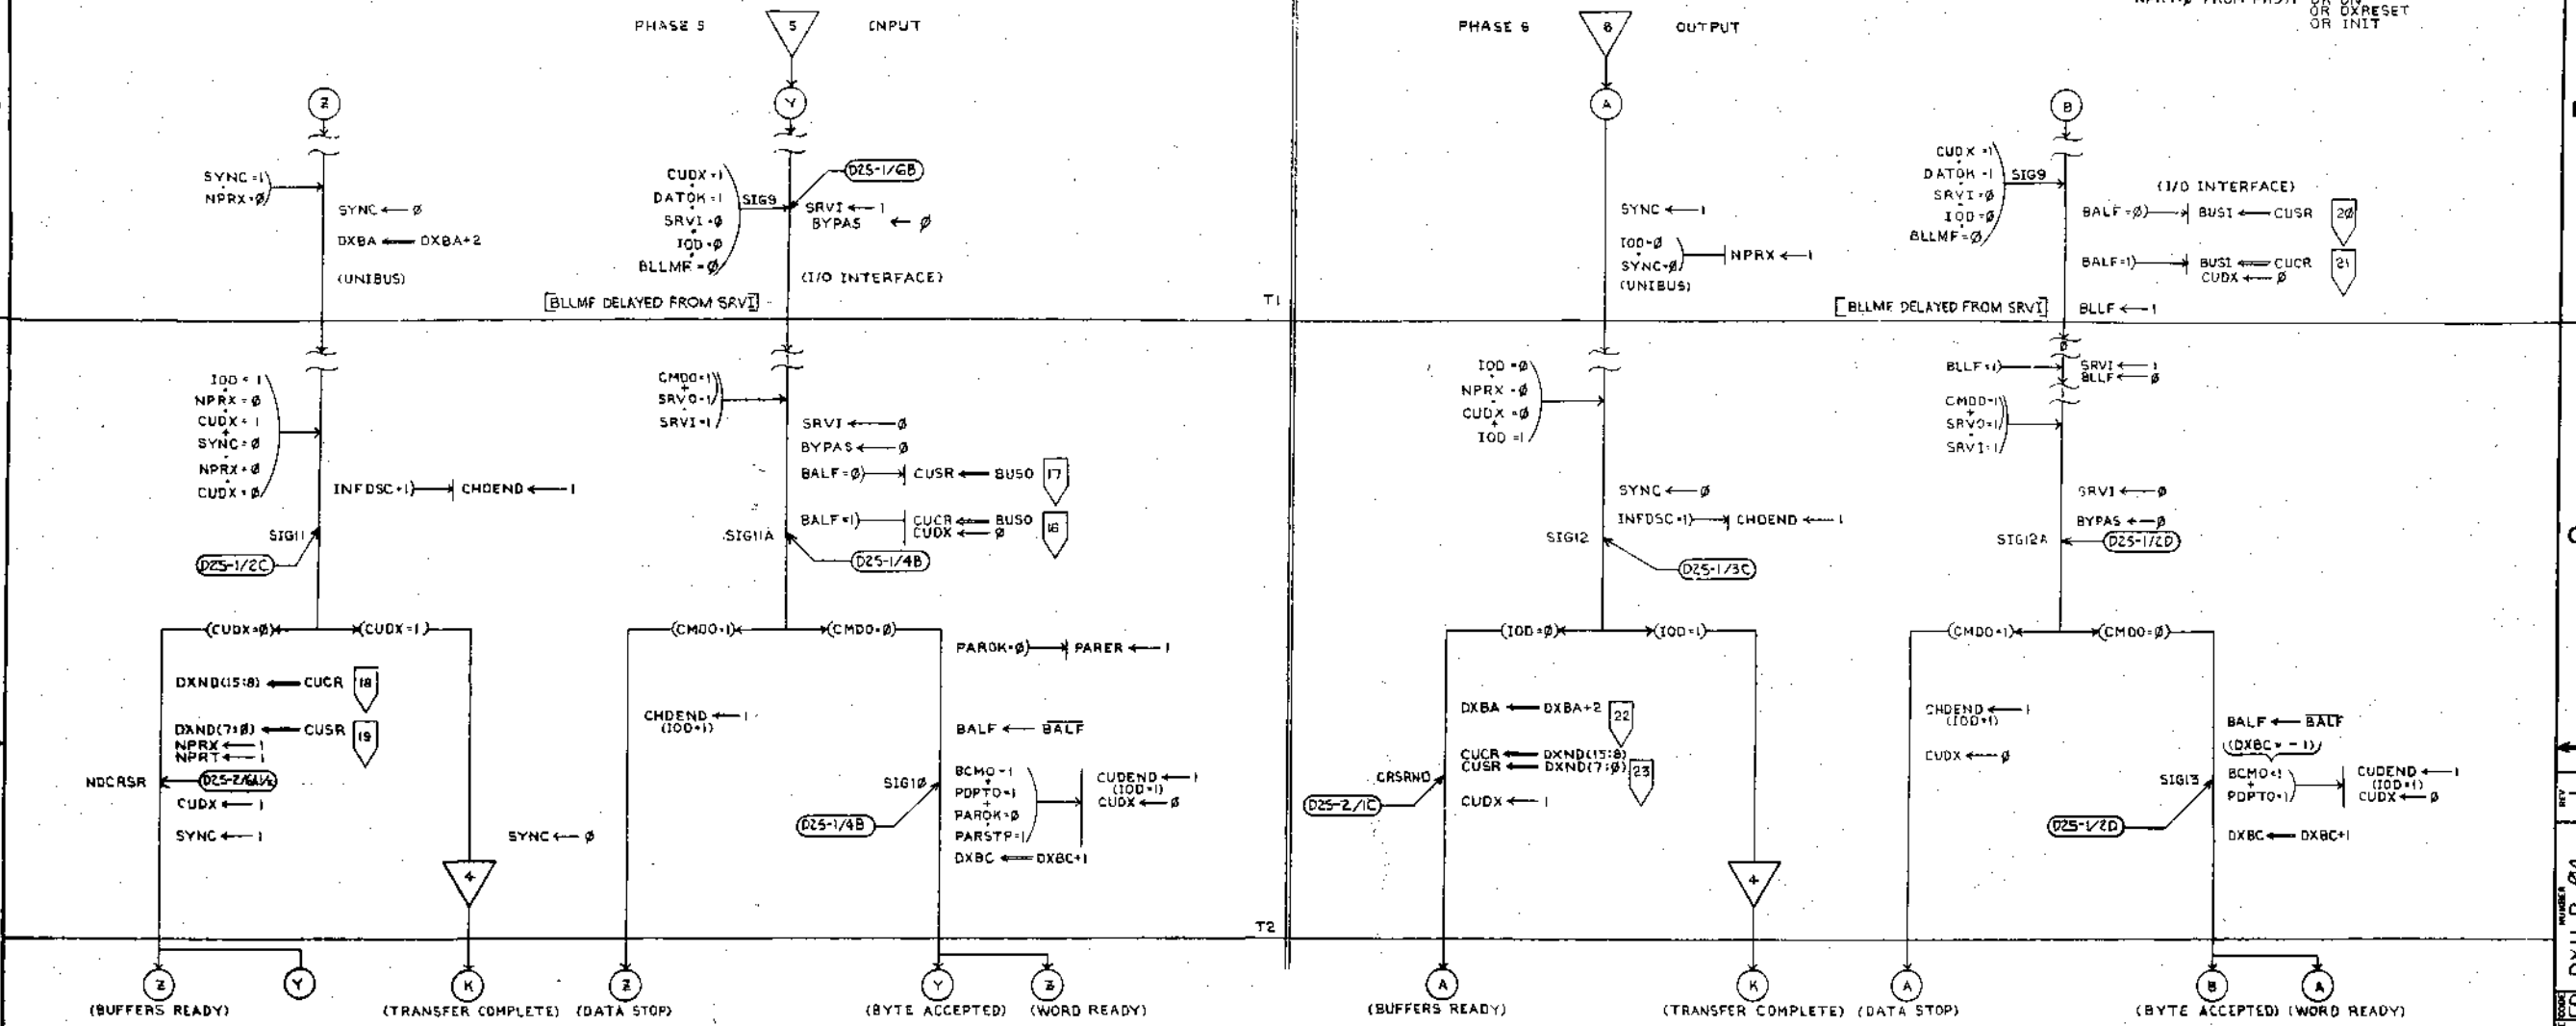 PHASE 5
5
INPUT
Z
Y
SYNC=1)
NPRX=Ø)
SYNC ← Ø
DXBA ← DXBA+2
(UNIBUS)
CUDX=1
DATOK=1
SRVI=Ø
IOD=Ø
BLLMF=Ø
SIG9
D25-1/6B
SRVI ← 1
BYPAS ← Ø
(I/O INTERFACE)
[BLLMF DELAYED FROM SRVI]
T1
IOD=1
NPRX=Ø
CUDX=1
+
SYNC=Ø
NPRX=Ø
CUDX=Ø
INFDSC=1) → CHDEND ← 1
SIG11
D25-1/2C
CMDO=1)
+
SRVO=1)
SRVI=1)
SRVI ← Ø
BYPAS ← Ø
BALF=Ø) → CUSR ← BUSO
17
BALF=1) → CUCR ← BUSO
CUDX ← Ø
16
SIG11A
D25-1/4B
(CUDX=Ø)
(CUDX=1)
(CMDO=1)
(CMDO=Ø)
DXND(15:8) ← CUCR
18
DXND(7:Ø) ← CUSR
19
NPRX ← 1
NPRT ← 1
NDCRSR
CUDX ← 1
SYNC ← 1
SYNC ← Ø
4
CHDEND ← 1
(IOD=1)
PAROK=Ø) → PARER ← 1
BALF ← BALF
SIG1Ø
D25-1/4B
BCMO=1
+
PDPTO=1
+
PAROK=Ø
PARSTP=1
CUDEND ← 1
(IOD=1)
CUDX ← Ø
DXBC ← DXBC+1
T2
Z
Y
K
Z
Y
Z
(BUFFERS READY)
(TRANSFER COMPLETE)
(DATA STOP)
(BYTE ACCEPTED)
(WORD READY)
PHASE 6
6
OUTPUT
OR DXRESET
OR INIT
A
B
SYNC ← 1
IOD=Ø
SYNC=Ø
NPRX ← 1
(UNIBUS)
CUDX=1
DATOK=1
SRVI=Ø
IOD=Ø
BLLMF=Ø
SIG9
(I/O INTERFACE)
BALF=Ø) → BUSI ← CUSR
2Ø
BALF=1) → BUSI ← CUCR
CUDX ← Ø
21
[BLLMF DELAYED FROM SRVI]
BLLF ← 1
IOD=Ø
NPRX=Ø
CUDX=Ø
+
IOD=1
SYNC ← Ø
INFDSC=1) → CHDEND ← 1
SIG12
D25-1/3C
BLLF=1)
SRVI ← 1
BLLF ← Ø
CMDO=1)
+
SRVO=1)
SRVI=1)
SRVI ← Ø
BYPAS ← Ø
SIG12A
D25-1/2D
(IOD=Ø)
(IOD=1)
(CMDO=1)
(CMDO=Ø)
DXBA ← DXBA+2
22
CUCR ← DXND(15:8)
CUSR ← DXND(7:Ø)
23
CRSRND
D25-2/1C
CUDX ← 1
4
CHDEND ← 1
(IOD=1)
CUDX ← Ø
BALF ← BALF
(DXBC=-1)
SIG13
D25-1/2D
BCMO=1
+
PDPTO=1
CUDEND ← 1
(IOD=1)
CUDX ← Ø
DXBC ← DXBC+1
A
K
A
B
A
(BUFFERS READY)
(TRANSFER COMPLETE)
(DATA STOP)
(BYTE ACCEPTED)
(WORD READY)
REV
NUMBER